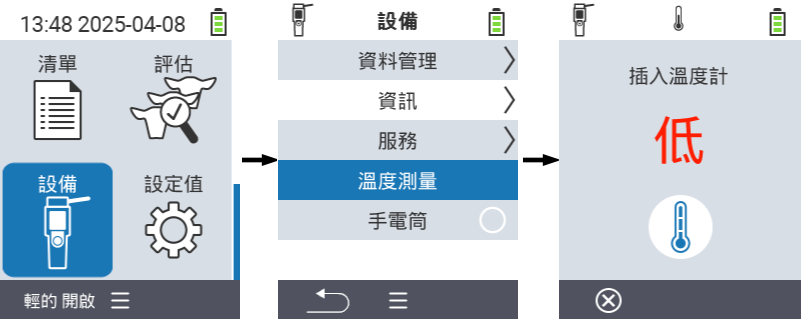 13:48 2025-04-08
清單
評估
設備
設定值
輕的 開啟
設備
資料管理
資訊
服務
溫度測量
手電筒
插入溫度計
低